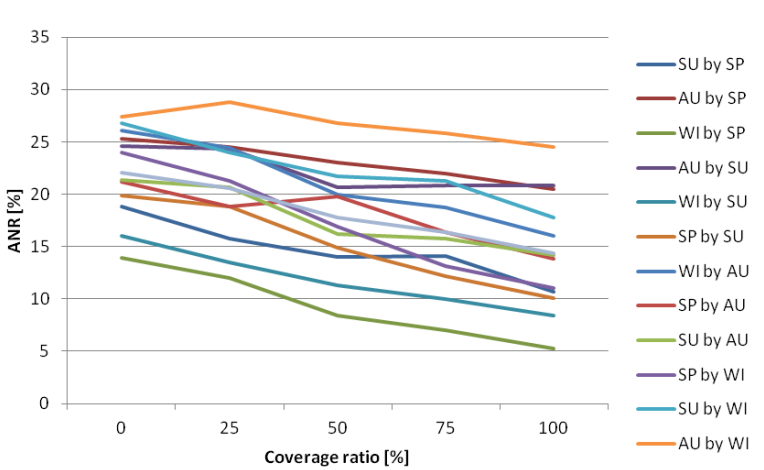 35
30
25
20
15
10
5
0
ANR [%]
0 25 50 75 100
Coverage ratio [%]
SU by SP
AU by SP
WI by SP
AU by SU
WI by SU
SP by SU
WI by AU
SP by AU
SU by AU
SP by WI
SU by WI
AU by WI